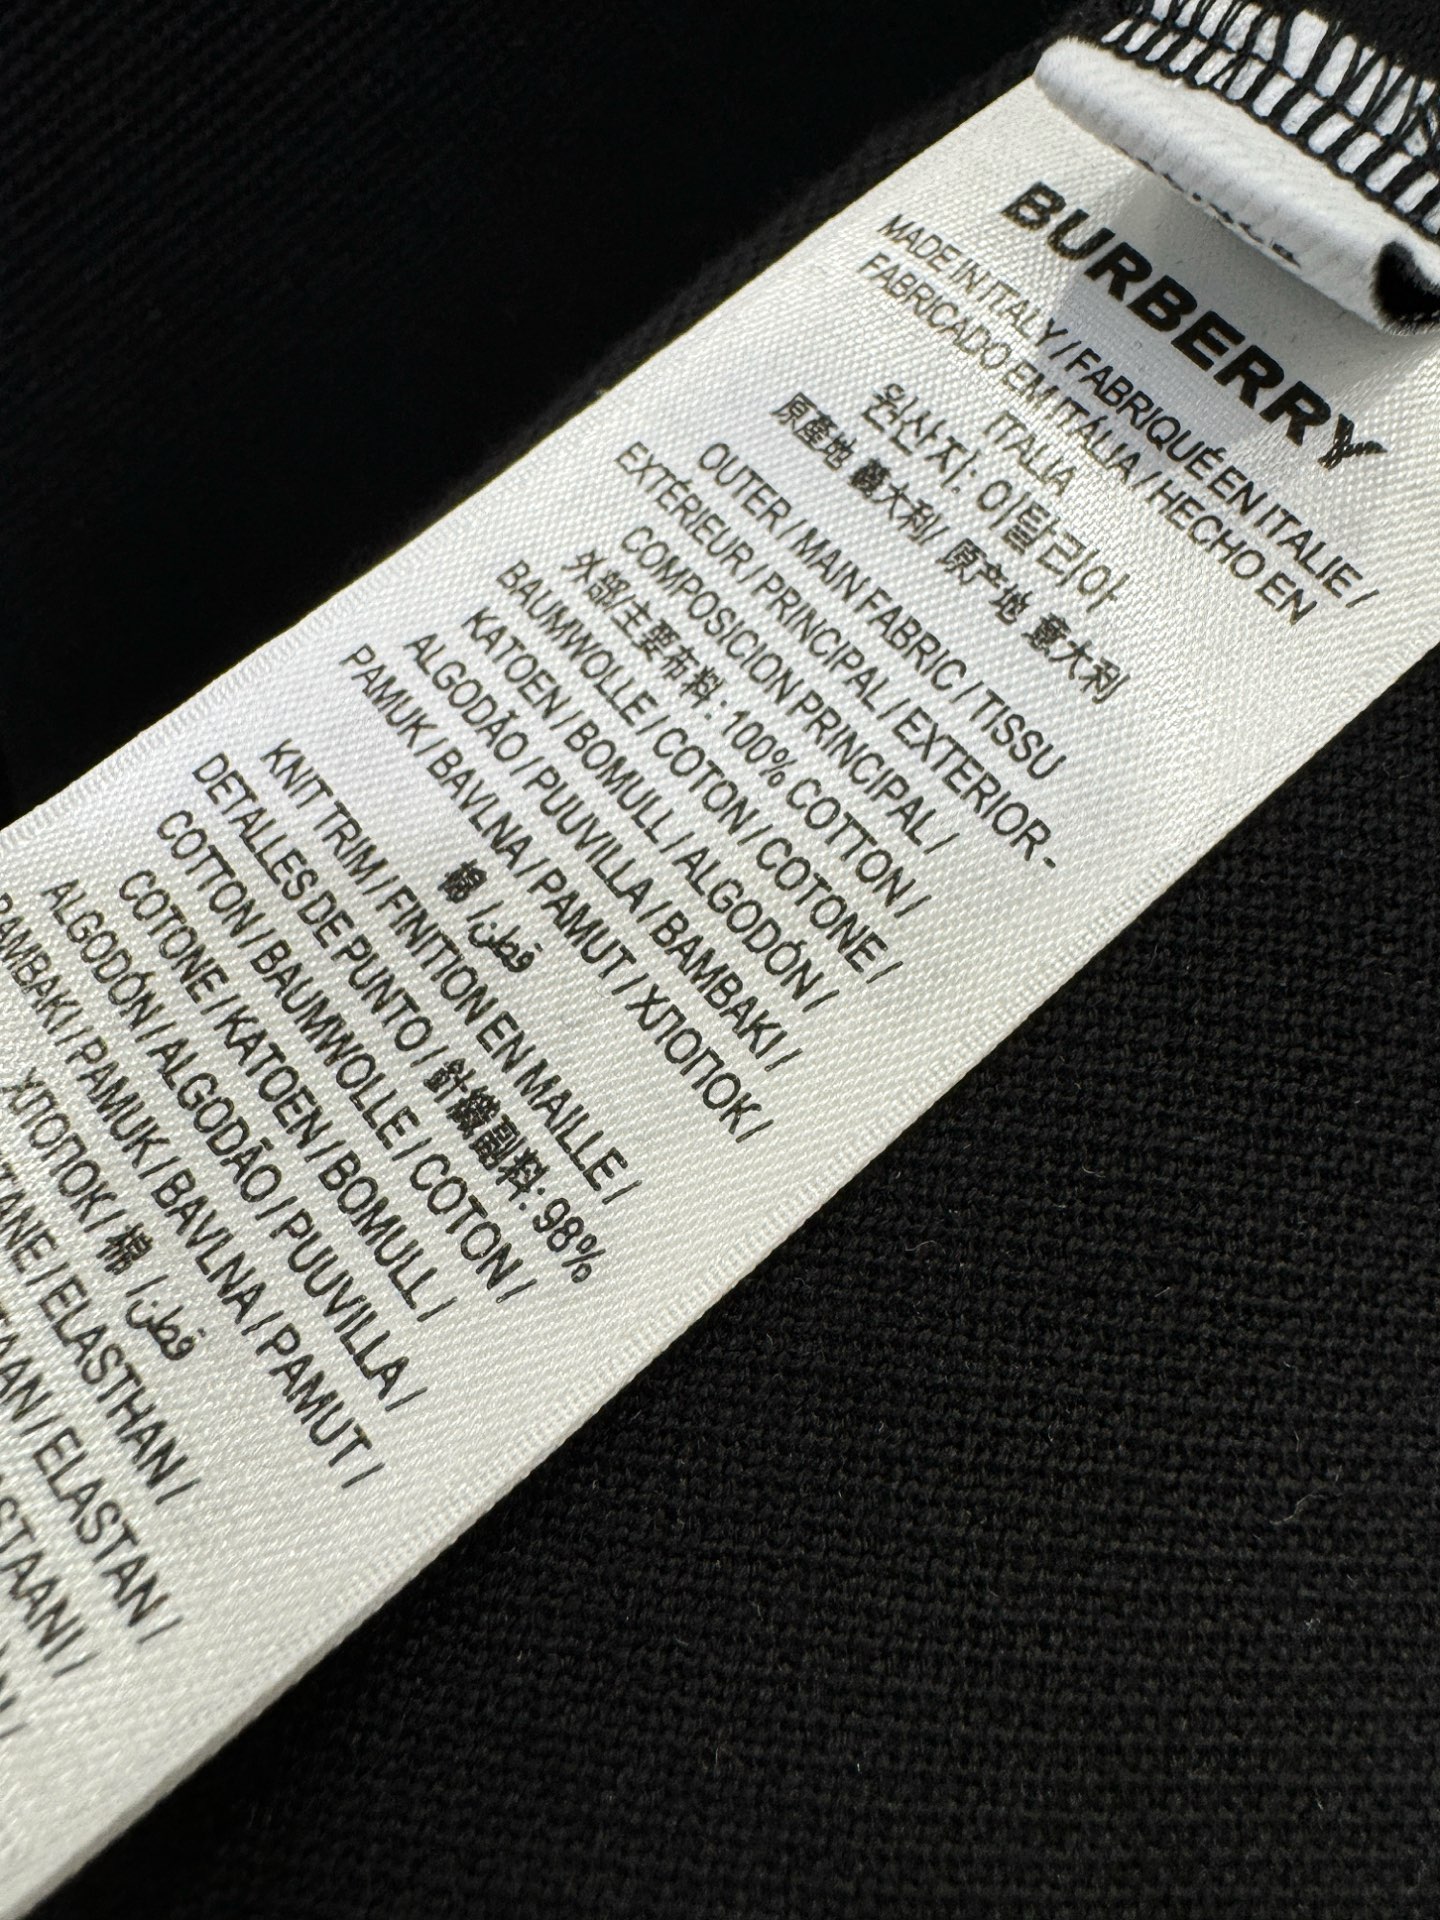 BURBERRY
MADE IN ITALY / FABRIQUÉ EN ITALIE /
FABRICADO EM ITÁLIA / HECHO EN
ITALIA
원산지: 이탈리아
原產地 義大利/ 原产地 意大利
OUTER / MAIN FABRIC / TISSU
EXTÉRIEUR / PRINCIPAL / EXTERIOR-
COMPOSICION PRINCIPAL /
外部/主要布料: 100% COTTON /
BAUMWOLLE / COTON / COTONE /
KATOEN / BOMULL / ALGODÓN /
ALGODÃO / PUUVILLA / BAMBAKI /
PAMUK / BAVLNA / PAMUT / ХЛОПОК /
棉 / قطن
KNIT TRIM / FINITION EN MAILLE /
DETALLES DE PUNTO / 針織副料: 98%
COTTON / BAUMWOLLE / COTON /
COTONE / KATOEN / BOMULL /
ALGODÓN / ALGODÃO / PUUVILLA /
BAMBAKI / PAMUK / BAVLNA / PAMUT /
ХЛОПОК / 棉 / قطن
/ ELASTHAN /
/ ELASTAN /